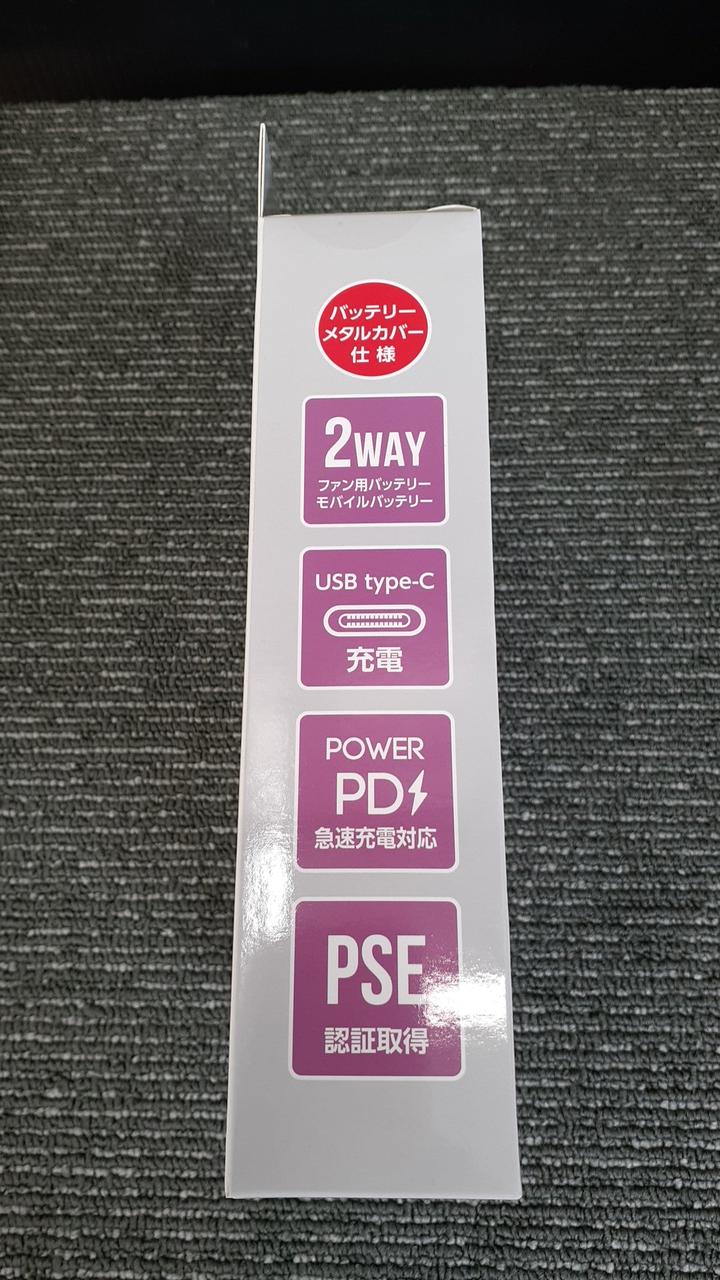 バッテリー
メタルカバー
仕様
2WAY
ファン用バッテリー
モバイルバッテリー
USB type-C
充電
POWER
PD
急速充電対応
PSE
認証取得